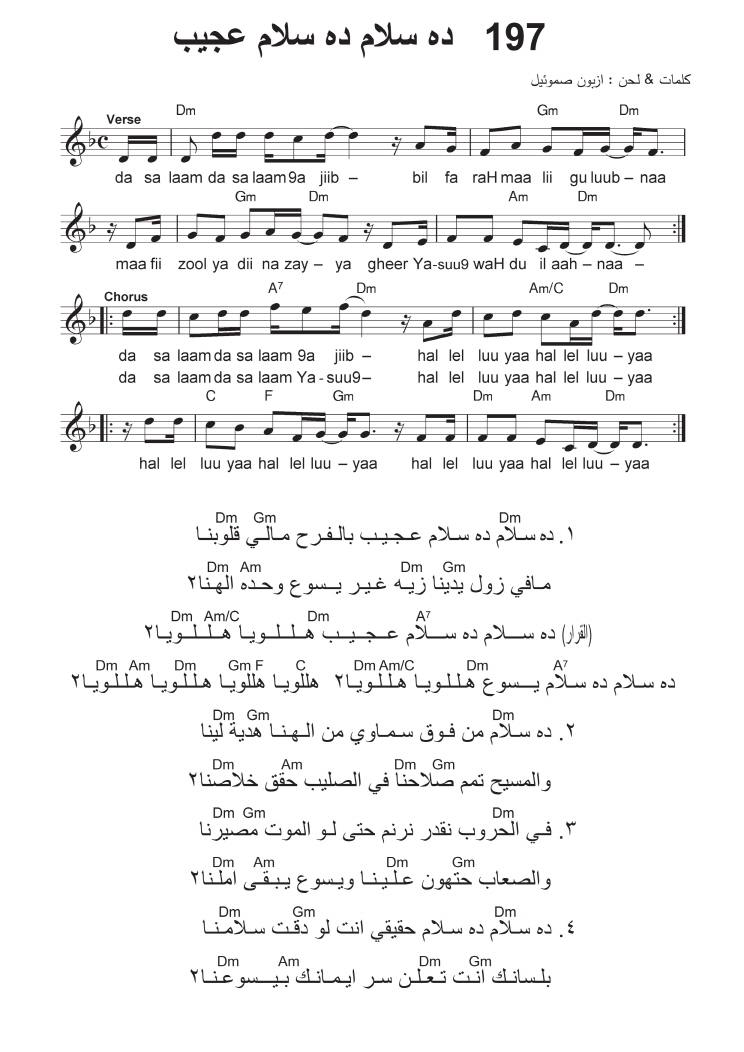 197 ده سلام ده سلام عجيب
كلمات & لحن : ازبون صموئيل
Verse Dm Gm Dm
da sa laam da sa laam 9a jiib – bil fa raH maa lii gu luub – naa
Gm Dm Am Dm
maa fii zool ya dii na zay – ya gheer Ya-suu9 waH du il aah – naa –
Chorus A7 Dm Am/C Dm
da sa laam da sa laam 9a jiib – hal lel luu yaa hal lel luu – yaa
da sa laam da sa laam Ya-suu9 – hal lel luu yaa hal lel luu – yaa
C F Gm Dm Am Dm
hal lel luu yaa hal lel luu – yaa hal lel luu yaa hal lel luu – yaa
Dm Gm Dm
١. ده سلام ده سلام عجيب بالفرح مالي قلوبنا
Dm Am Dm Gm
مافي زول يدينا زيه غير يسوع وحده الهنا٢
Dm Am/C Dm A7
(القرار) ده سلام ده سلام عجيب هللويا هللويا٢
Dm Am Dm Gm F C Dm Am/C Dm A7
ده سلام ده سلام يسوع هللويا هللويا٢ هللويا هللويا هللويا هللويا٢
Dm Gm Dm
٢. ده سلام من فوق سماوي من الهنا هدية لينا
Dm Am Dm Gm
والمسيح تمم صلاحنا في الصليب حقق خلاصنا٢
Dm Gm Dm
٣. في الحروب نقدر نرنم حتى لو الموت مصيرنا
Dm Am Dm Gm
والصعاب حتهون علينا ويسوع يبقى املنا٢
Dm Gm Dm
٤. ده سلام ده سلام حقيقي انت لو دقت سلامنا
Dm Am Dm Gm
بلسانك انت تعلن سر ايمانك بيسوعنا٢